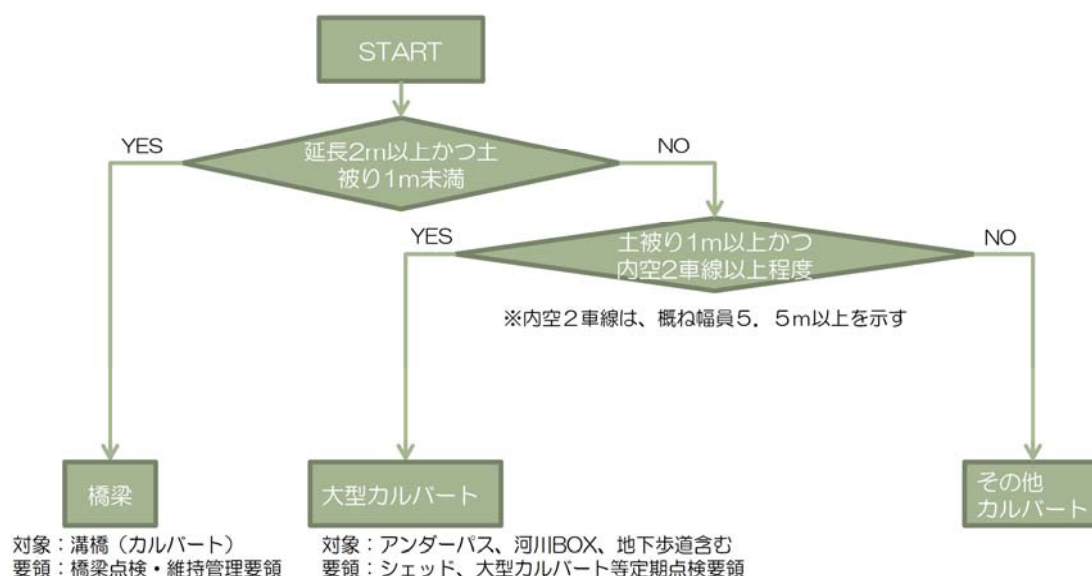 START
YES
延長2m以上かつ土
被り1m未満
NO
YES
土被り1m以上かつ
内空2車線以上程度
NO
※内空２車線は、概ね幅員５．５m以上を示す
橋梁
大型カルバート
その他
カルバート
対象：溝橋（カルバート）
要領：橋梁点検・維持管理要領
対象：アンダーパス、河川BOX、地下歩道含む
要領：シェッド、大型カルバート等定期点検要領